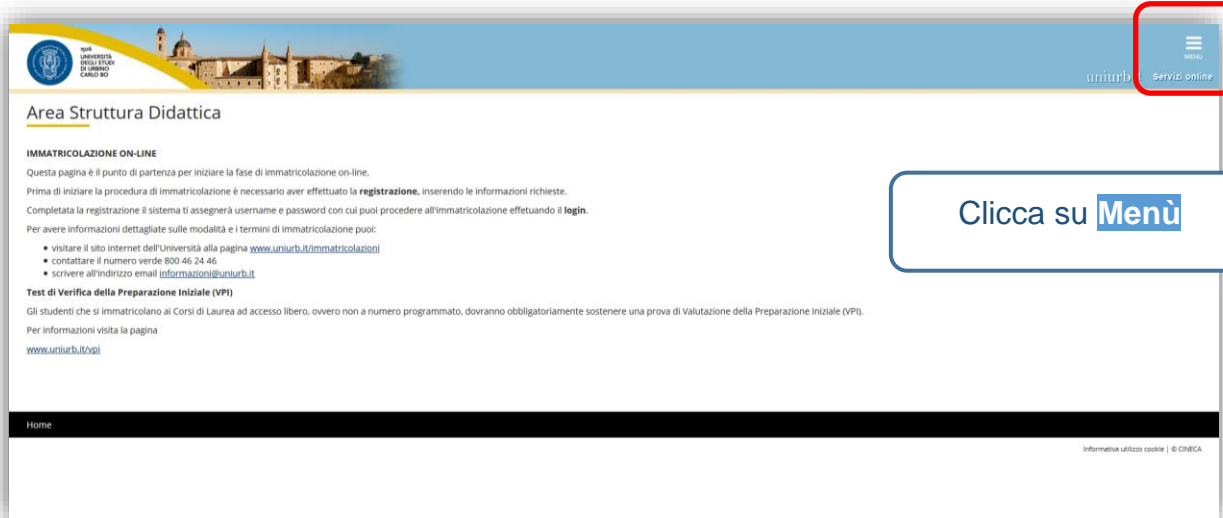 1506
UNIVERSITÀ
DEGLI STUDI
DI URBINO
CARLO BO
MENU
uniurb
Servizi online
Area Struttura Didattica
IMMATRICOLAZIONE ON-LINE
Questa pagina è il punto di partenza per iniziare la fase di immatricolazione on-line.
Prima di iniziare la procedura di immatricolazione è necessario aver effettuato la registrazione, inserendo le informazioni richieste.
Completata la registrazione il sistema ti assegnerà username e password con cui puoi procedere all'immatricolazione effetuando il login.
Per avere informazioni dettagliate sulle modalità e i termini di immatricolazione puoi:
• visitare il sito internet dell'Università alla pagina www.uniurb.it/immatricolazioni
• contattare il numero verde 800 46 24 46
• scrivere all'indirizzo email informazioni@uniurb.it
Clicca su Menù
Test di Verifica della Preparazione Iniziale (VPI)
Gli studenti che si immatricolano ai Corsi di Laurea ad accesso libero, ovvero non a numero programmato, dovranno obbligatoriamente sostenere una prova di Valutazione della Preparazione Iniziale (VPI).
Per informazioni visita la pagina
www.uniurb.it/vpi
Home
Informativa utilizzo cookie | © CINECA